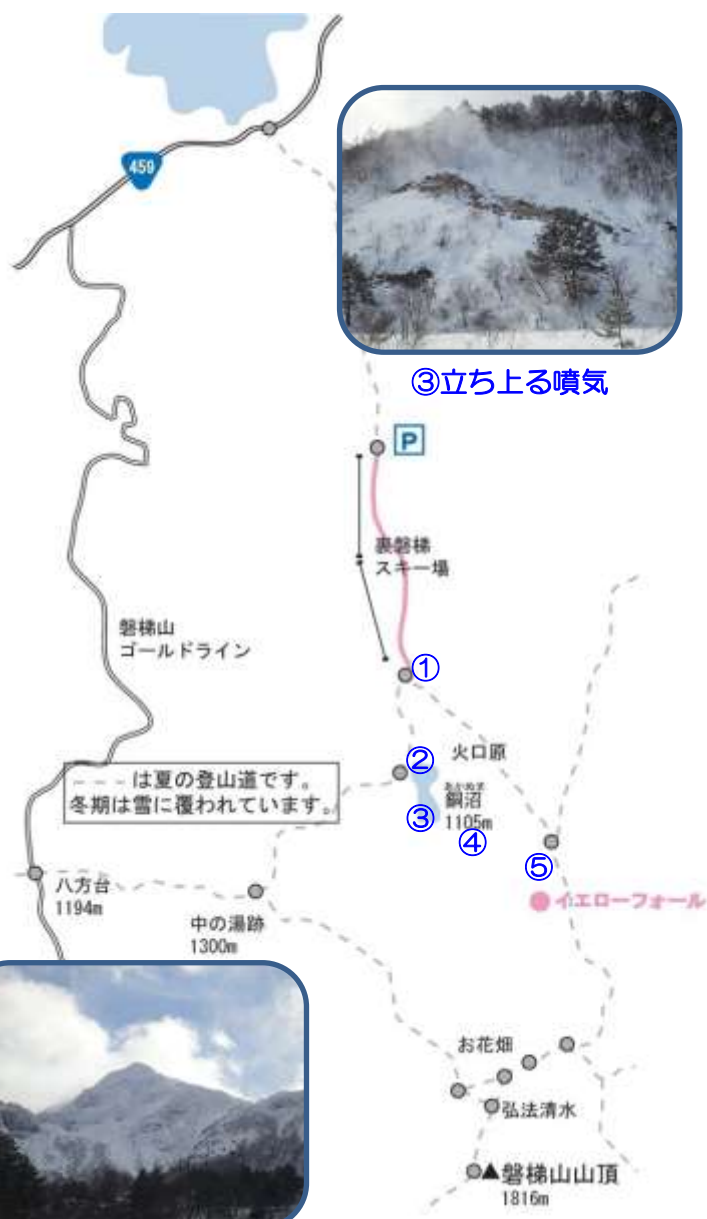 459
③立ち上る噴気
P
裏磐梯
スキー場
磐梯山
ゴールドライン
①
②
火口原
- - - は夏の登山道です。
冬期は雪に覆われています。
あかぬま
銅沼
③
1105m
④
⑤
八方台
1194m
イエローフォール
中の湯跡
1300m
お花畑
弘法清水
▲磐梯山山頂
1816m